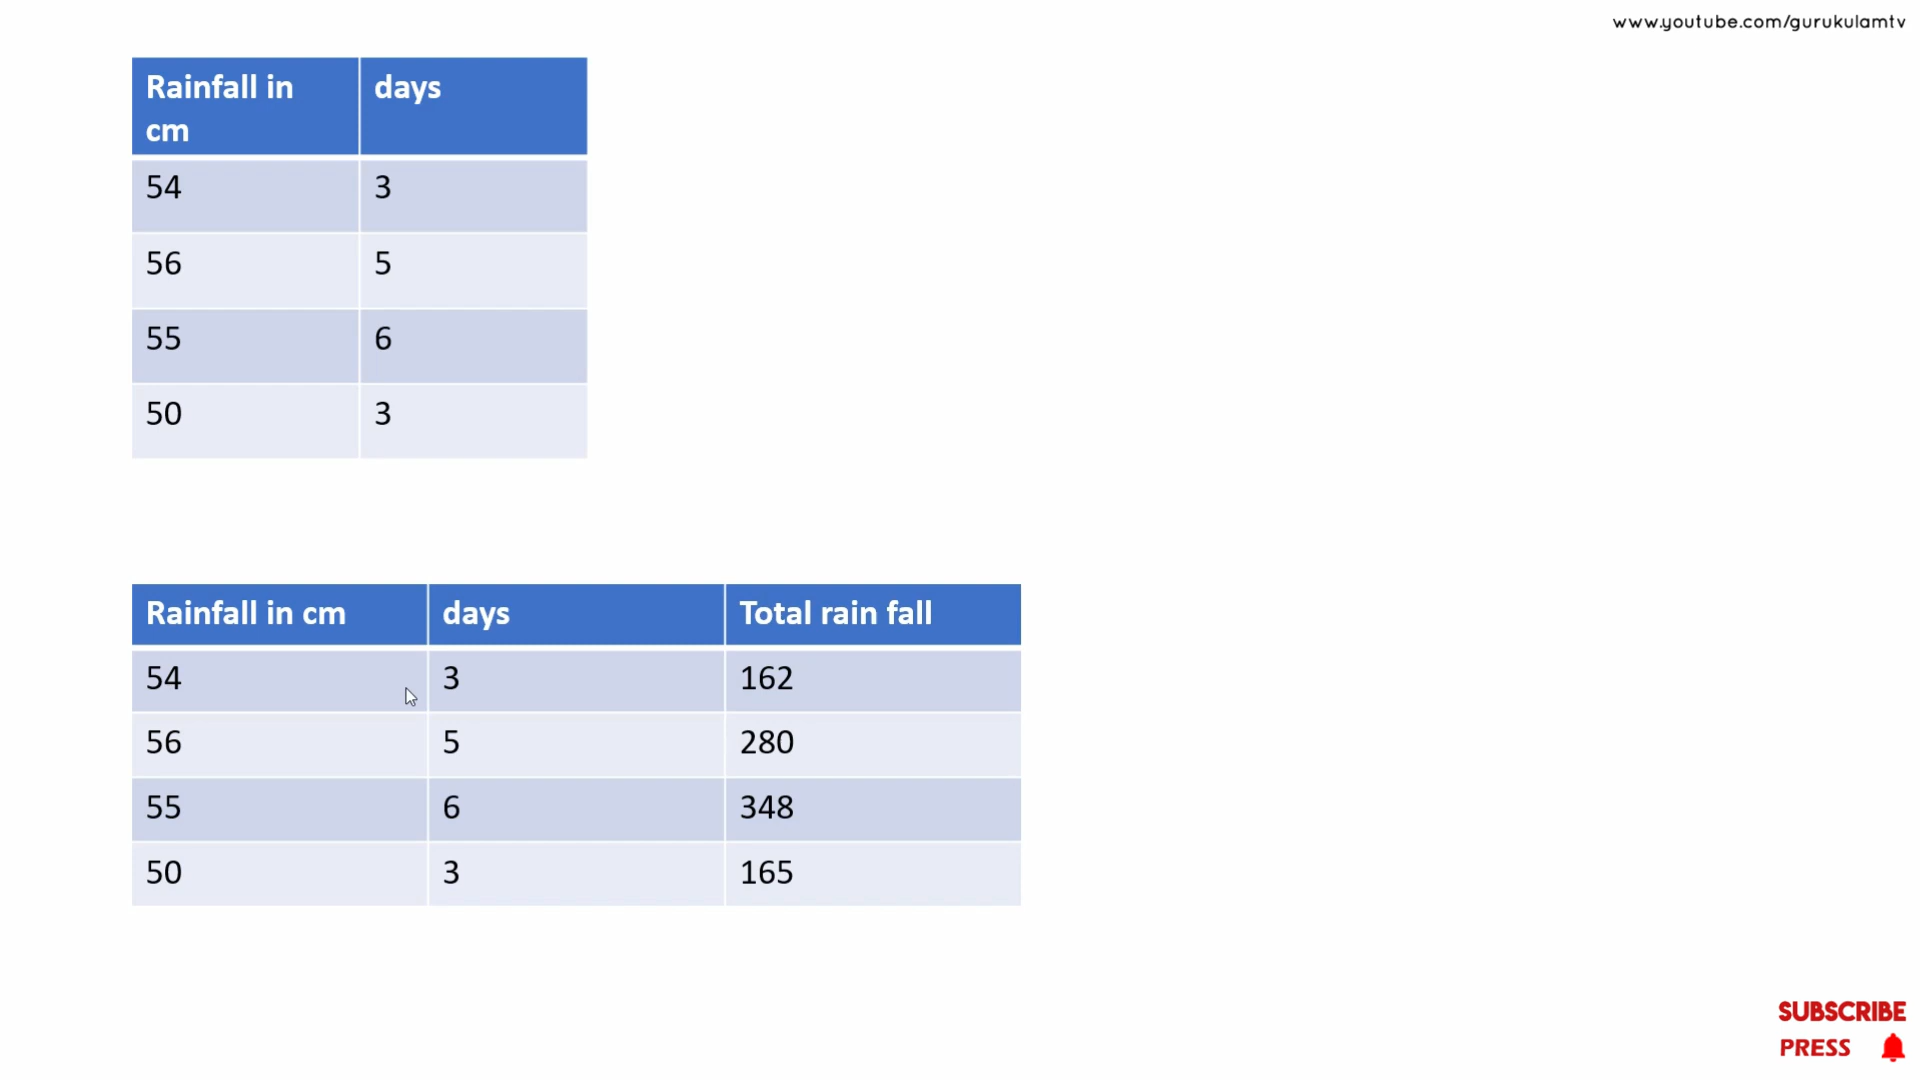 www.youtube.com/gurukulamtv
Rainfall in days
cm
54 3
56 5
55 6
50 3
Rainfall in cm days Total rain fall
54 3 162
56 5 280
55 6 348
50 3 165
SUBSCRIBE
PRESS